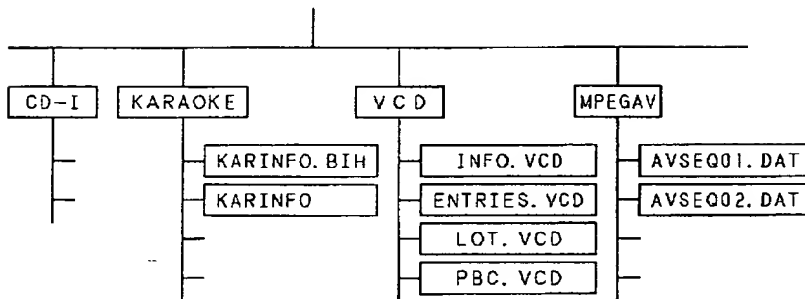 CD-I KARAOKE VCD MPEGAV
KARINFO.BIH INFO.VCD AVSEQ01.DAT
KARINFO ENTRIES.VCD AVSEQ02.DAT
LOT.VCD
PBC.VCD